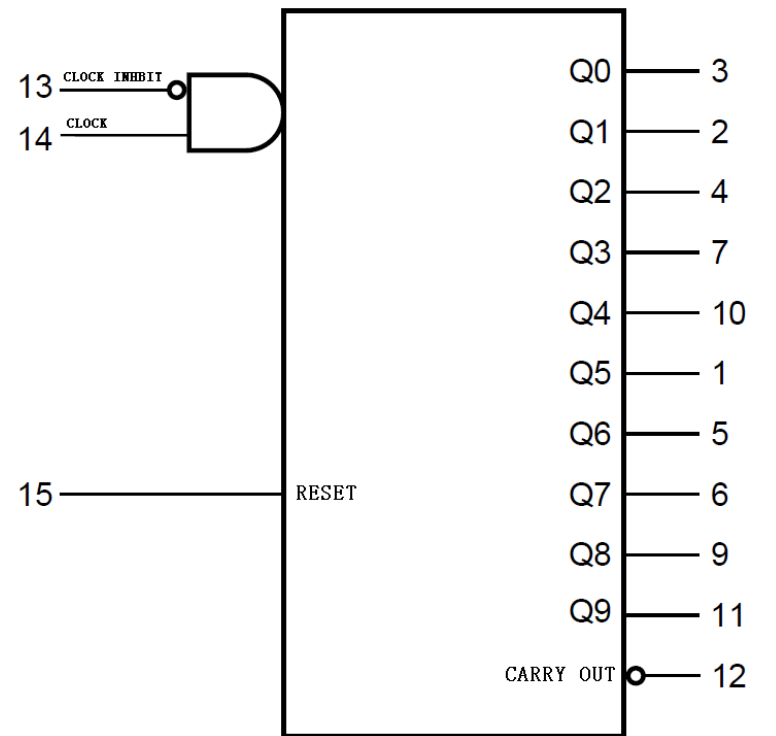 13 CLOCK INHBIT
14 CLOCK
15 RESET
Q0 3
Q1 2
Q2 4
Q3 7
Q4 10
Q5 1
Q6 5
Q7 6
Q8 9
Q9 11
CARRY OUT 12